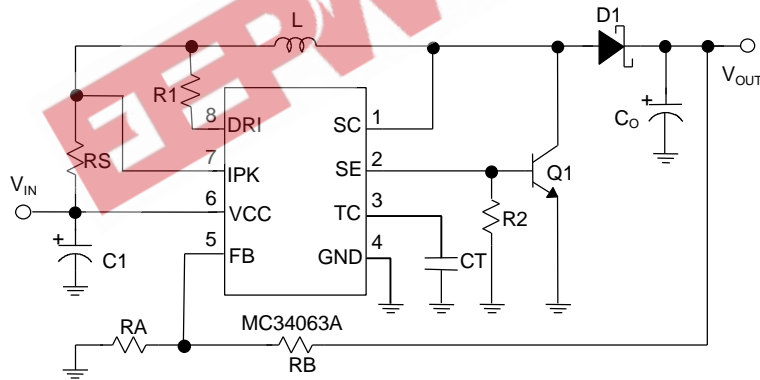 L
D1
R1
8
DRI
SC
1
VOUT
CO
+
RS
7
IPK
SE
2
Q1
VIN
6
VCC
TC
3
R2
+
C1
5
FB
GND
4
CT
RA
MC34063A
RB
EEPW